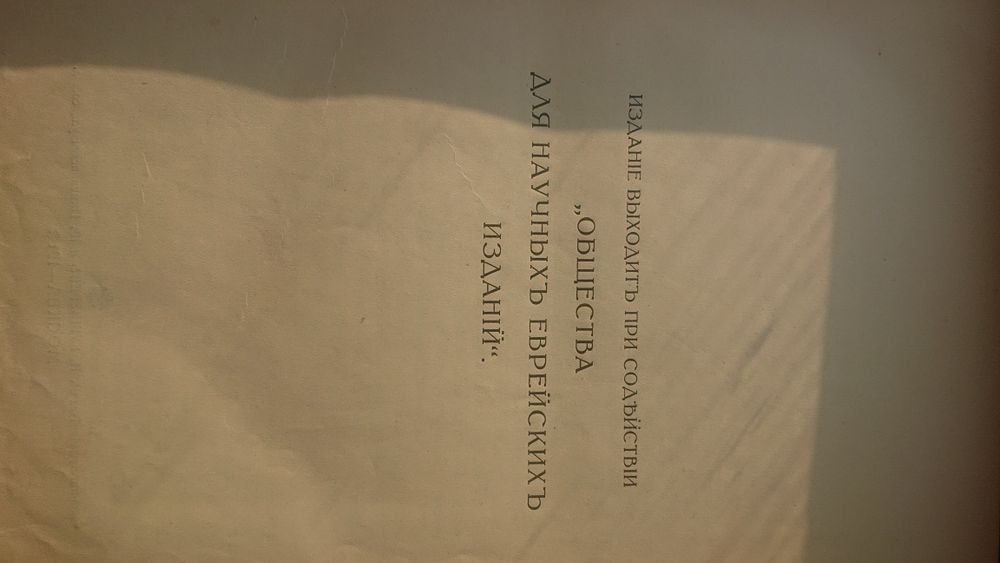 ИЗДАНІЕ ВЫХОДИТЪ ПРИ СОДѢЙСТВІИ
„ОБЩЕСТВА
ДЛЯ НАУЧНЫХЪ ЕВРЕЙСКИХЪ
ИЗДАНІЙ“.